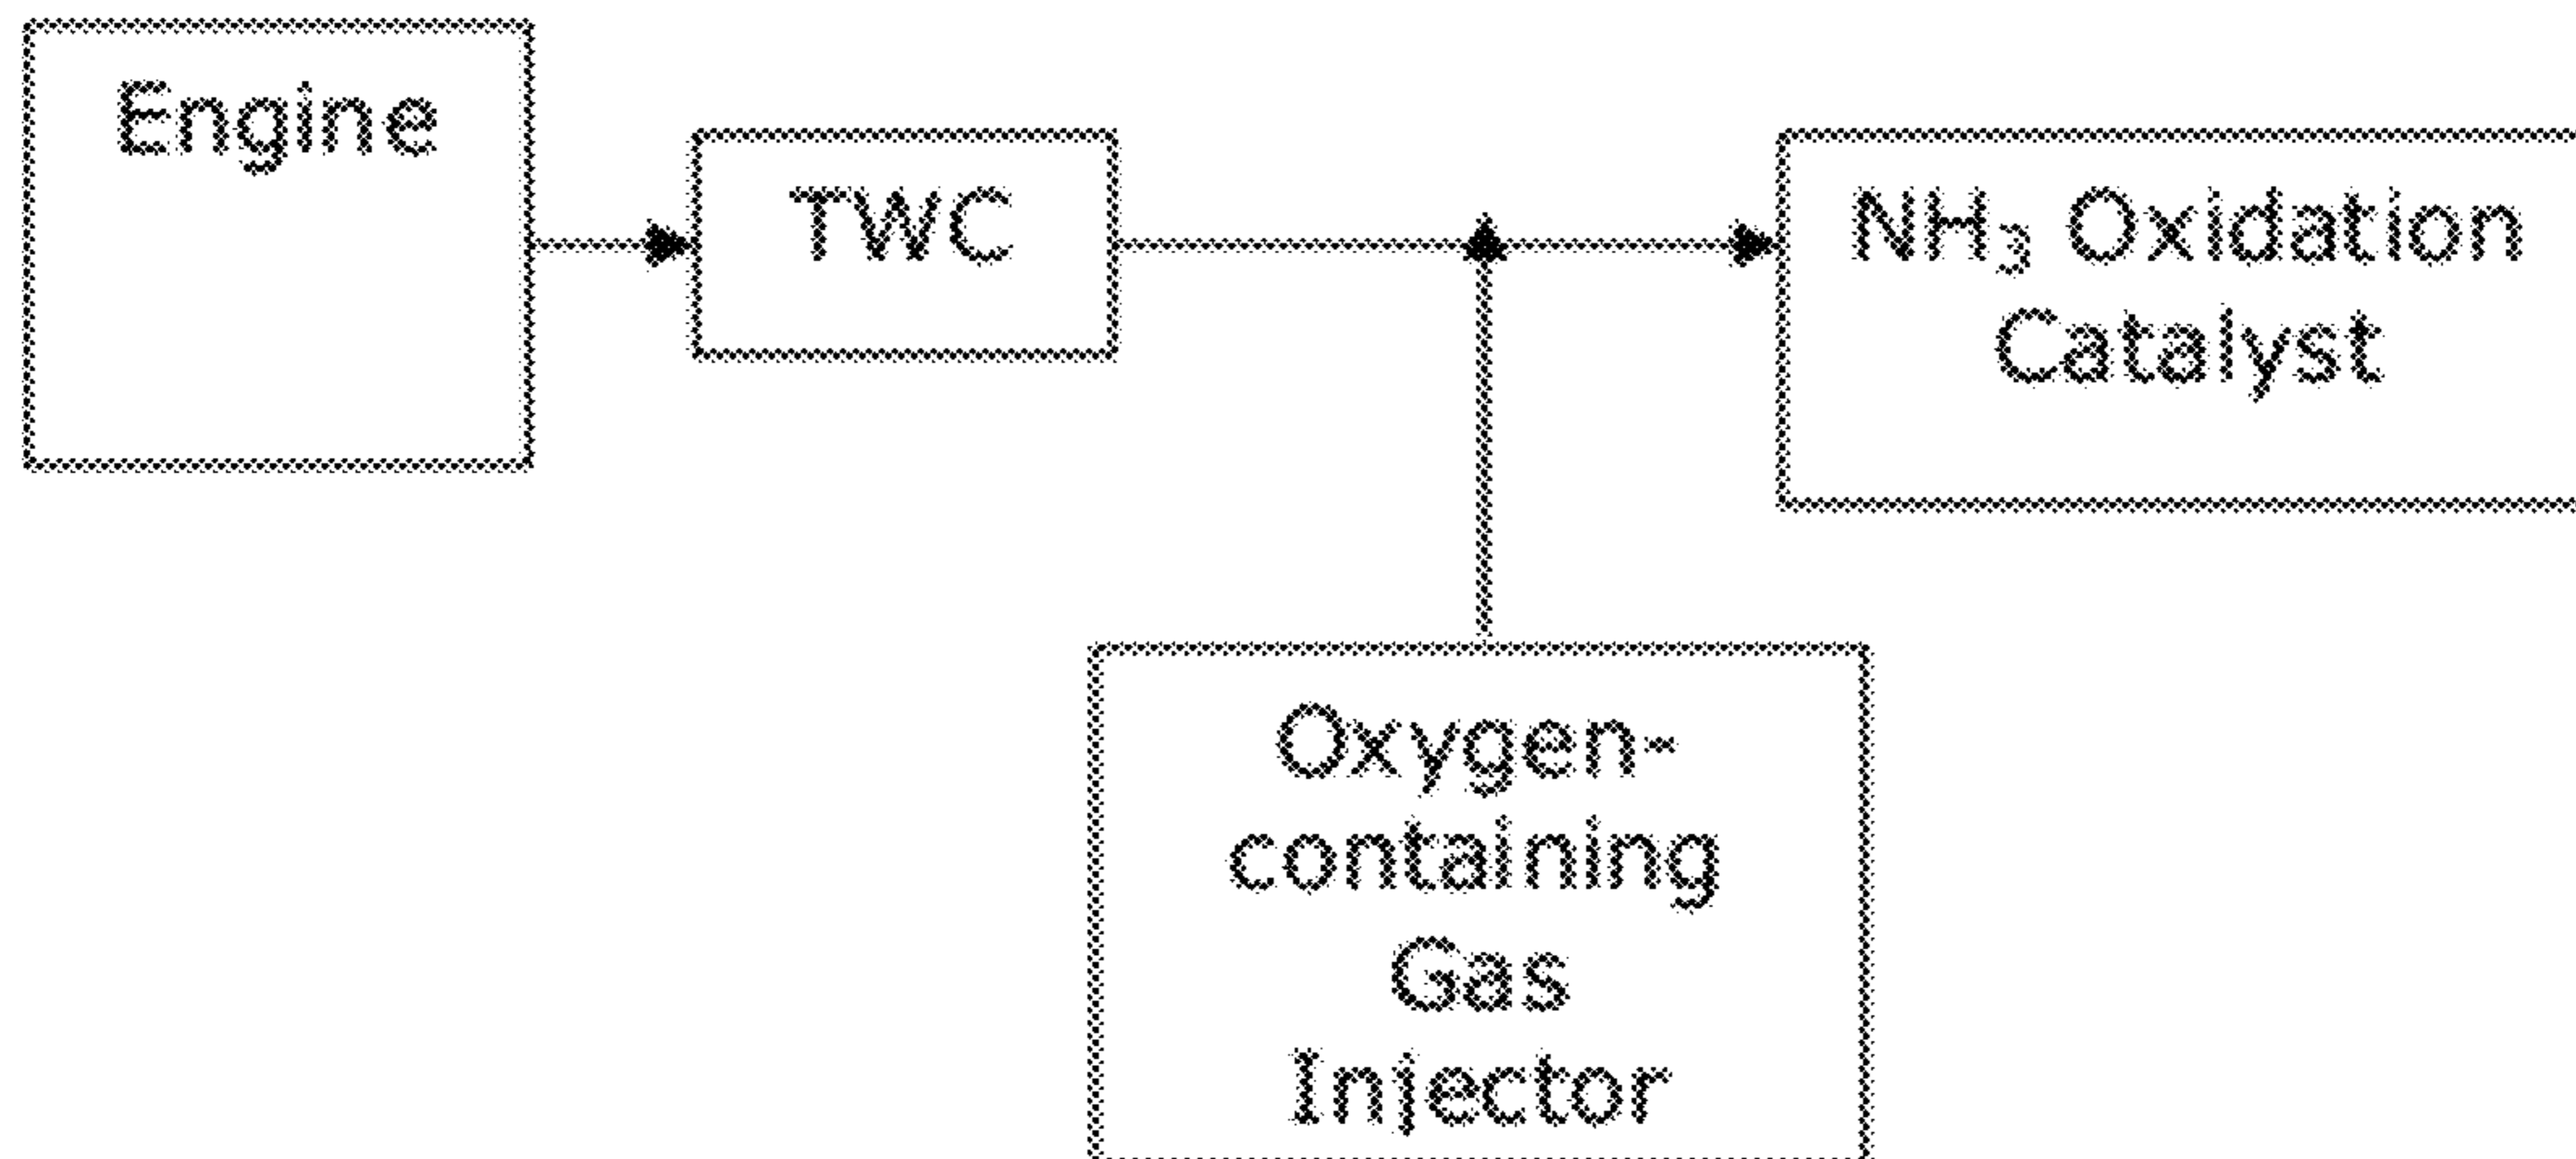 Engine
TWC
NH₃ Oxidation
Catalyst
Oxygen-
containing
Gas
Injector